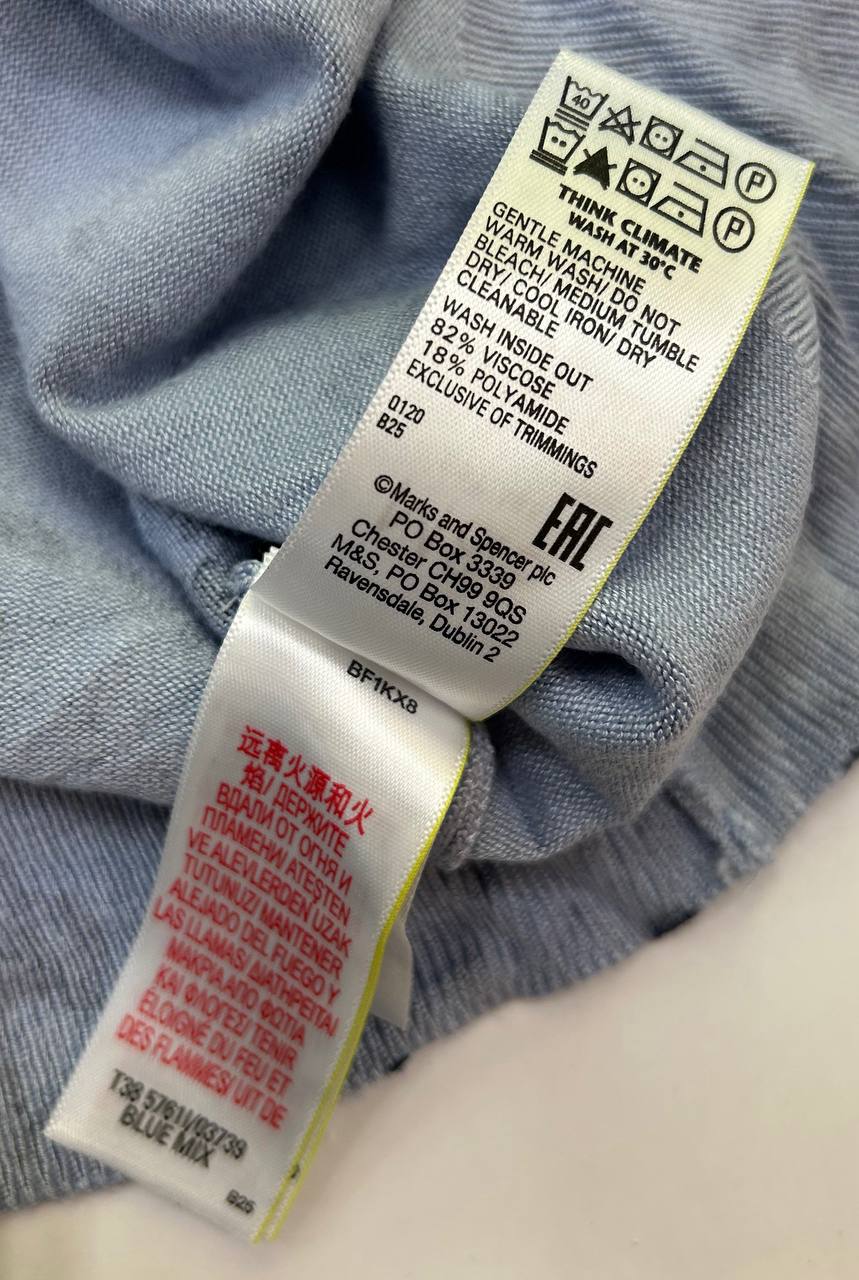 40
P
P
THINK CLIMATE
WASH AT 30°C
GENTLE MACHINE
WARM WASH/ DO NOT
BLEACH/ MEDIUM TUMBLE
DRY/ COOL IRON/ DRY
CLEANABLE
WASH INSIDE OUT
82% VISCOSE
18% POLYAMIDE
EXCLUSIVE OF TRIMMINGS
Q120
B25
EAC
©Marks and Spencer plc
PO Box 3339
Chester CH99 9QS
M&S, PO Box 13022
Ravensdale, Dublin 2
BF1KX8
远离火源和火
焰/ ДЕРЖИТЕ
ВДАЛИ ОТ ОГНЯ И
ПЛАМЕНИ/ ATEŞTEN
VE ALEVLERDEN UZAK
TUTUNUZ/ MANTENER
ALEJADO DEL FUEGO Y
LAS LLAMAS/ ΔΙΑΤΗΡΕΙΤΑΙ
ΜΑΚΡΙΑ ΑΠΟ ΦΩΤΙΑ
ΚΑΙ ΦΛΟΓΕΣ/ TENIR
ÉLOIGNÉ DU FEU ET
DES FLAMMES/ UIT DE
T38 5761I/03739
BLUE MIX
B25